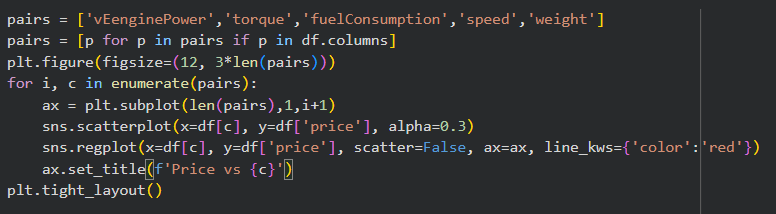 pairs = ['vEenginePower','torque','fuelConsumption','speed','weight']
pairs = [p for p in pairs if p in df.columns]
plt.figure(figsize=(12, 3*len(pairs)))
for i, c in enumerate(pairs):
    ax = plt.subplot(len(pairs),1,i+1)
    sns.scatterplot(x=df[c], y=df['price'], alpha=0.3)
    sns.regplot(x=df[c], y=df['price'], scatter=False, ax=ax, line_kws={'color':'red'})
    ax.set_title(f'Price vs {c}')
plt.tight_layout()